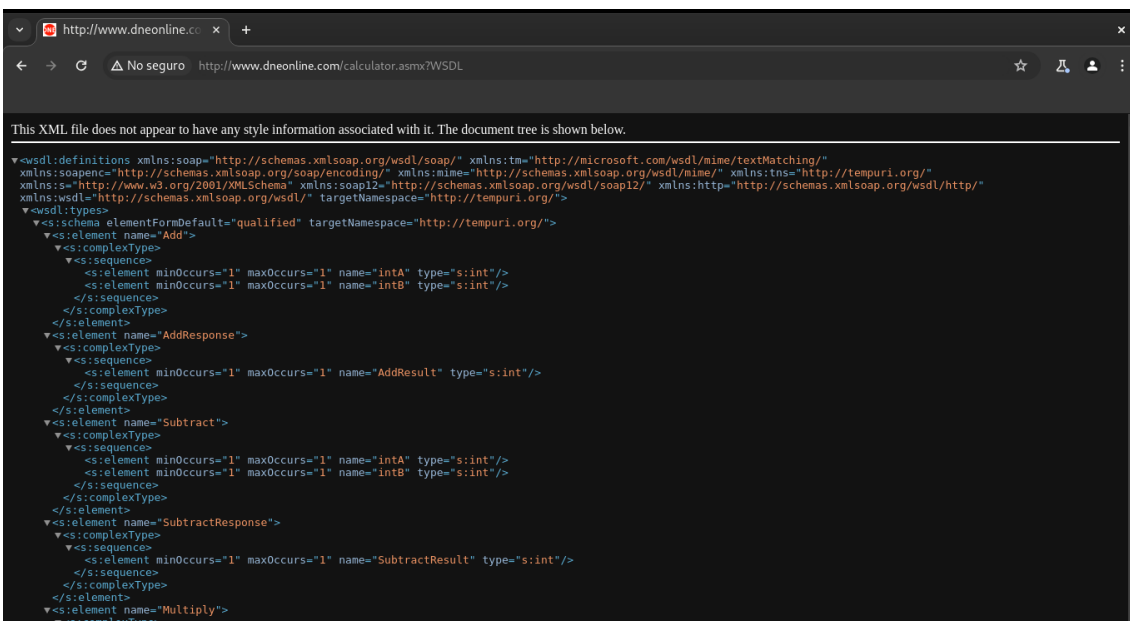 http://www.dneonline.co
No seguro http://www.dneonline.com/calculator.asmx?WSDL
This XML file does not appear to have any style information associated with it. The document tree is shown below.
▼<wsdl:definitions xmlns:soap="http://schemas.xmlsoap.org/wsdl/soap/" xmlns:tm="http://microsoft.com/wsdl/mime/textMatching/"
xmlns:soapenc="http://schemas.xmlsoap.org/soap/encoding/" xmlns:mime="http://schemas.xmlsoap.org/wsdl/mime/" xmlns:tns="http://tempuri.org/"
xmlns:s="http://www.w3.org/2001/XMLSchema" xmlns:soap12="http://schemas.xmlsoap.org/wsdl/soap12/" xmlns:http="http://schemas.xmlsoap.org/wsdl/http/"
xmlns:wsdl="http://schemas.xmlsoap.org/wsdl/" targetNamespace="http://tempuri.org/">
▼<wsdl:types>
▼<s:schema elementFormDefault="qualified" targetNamespace="http://tempuri.org/">
▼<s:element name="Add">
▼<s:complexType>
▼<s:sequence>
<s:element minOccurs="1" maxOccurs="1" name="intA" type="s:int"/>
<s:element minOccurs="1" maxOccurs="1" name="intB" type="s:int"/>
</s:sequence>
</s:complexType>
</s:element>
▼<s:element name="AddResponse">
▼<s:complexType>
▼<s:sequence>
<s:element minOccurs="1" maxOccurs="1" name="AddResult" type="s:int"/>
</s:sequence>
</s:complexType>
</s:element>
▼<s:element name="Subtract">
▼<s:complexType>
▼<s:sequence>
<s:element minOccurs="1" maxOccurs="1" name="intA" type="s:int"/>
<s:element minOccurs="1" maxOccurs="1" name="intB" type="s:int"/>
</s:sequence>
</s:complexType>
</s:element>
▼<s:element name="SubtractResponse">
▼<s:complexType>
▼<s:sequence>
<s:element minOccurs="1" maxOccurs="1" name="SubtractResult" type="s:int"/>
</s:sequence>
</s:complexType>
</s:element>
▼<s:element name="Multiply">